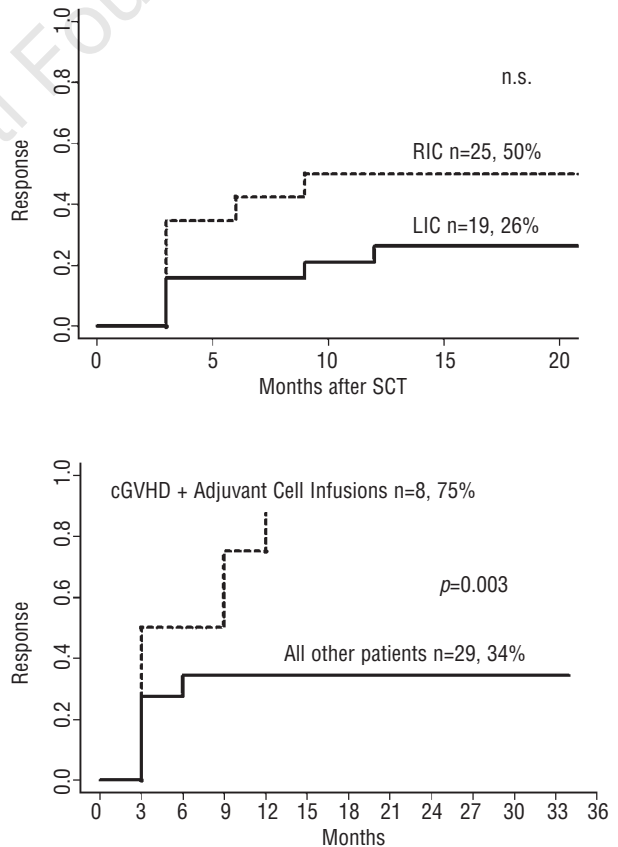 1.0
0.8
0.6
0.4
0.2
0.0
Response
n.s.
RIC n=25, 50%
LIC n=19, 26%
0 5 10 15 20
Months after SCT
1.0
0.8
0.6
0.4
0.2
0.0
Response
cGVHD + Adjuvant Cell Infusions n=8, 75%
p=0.003
All other patients n=29, 34%
0 3 6 9 12 15 18 21 24 27 30 33 36
Months